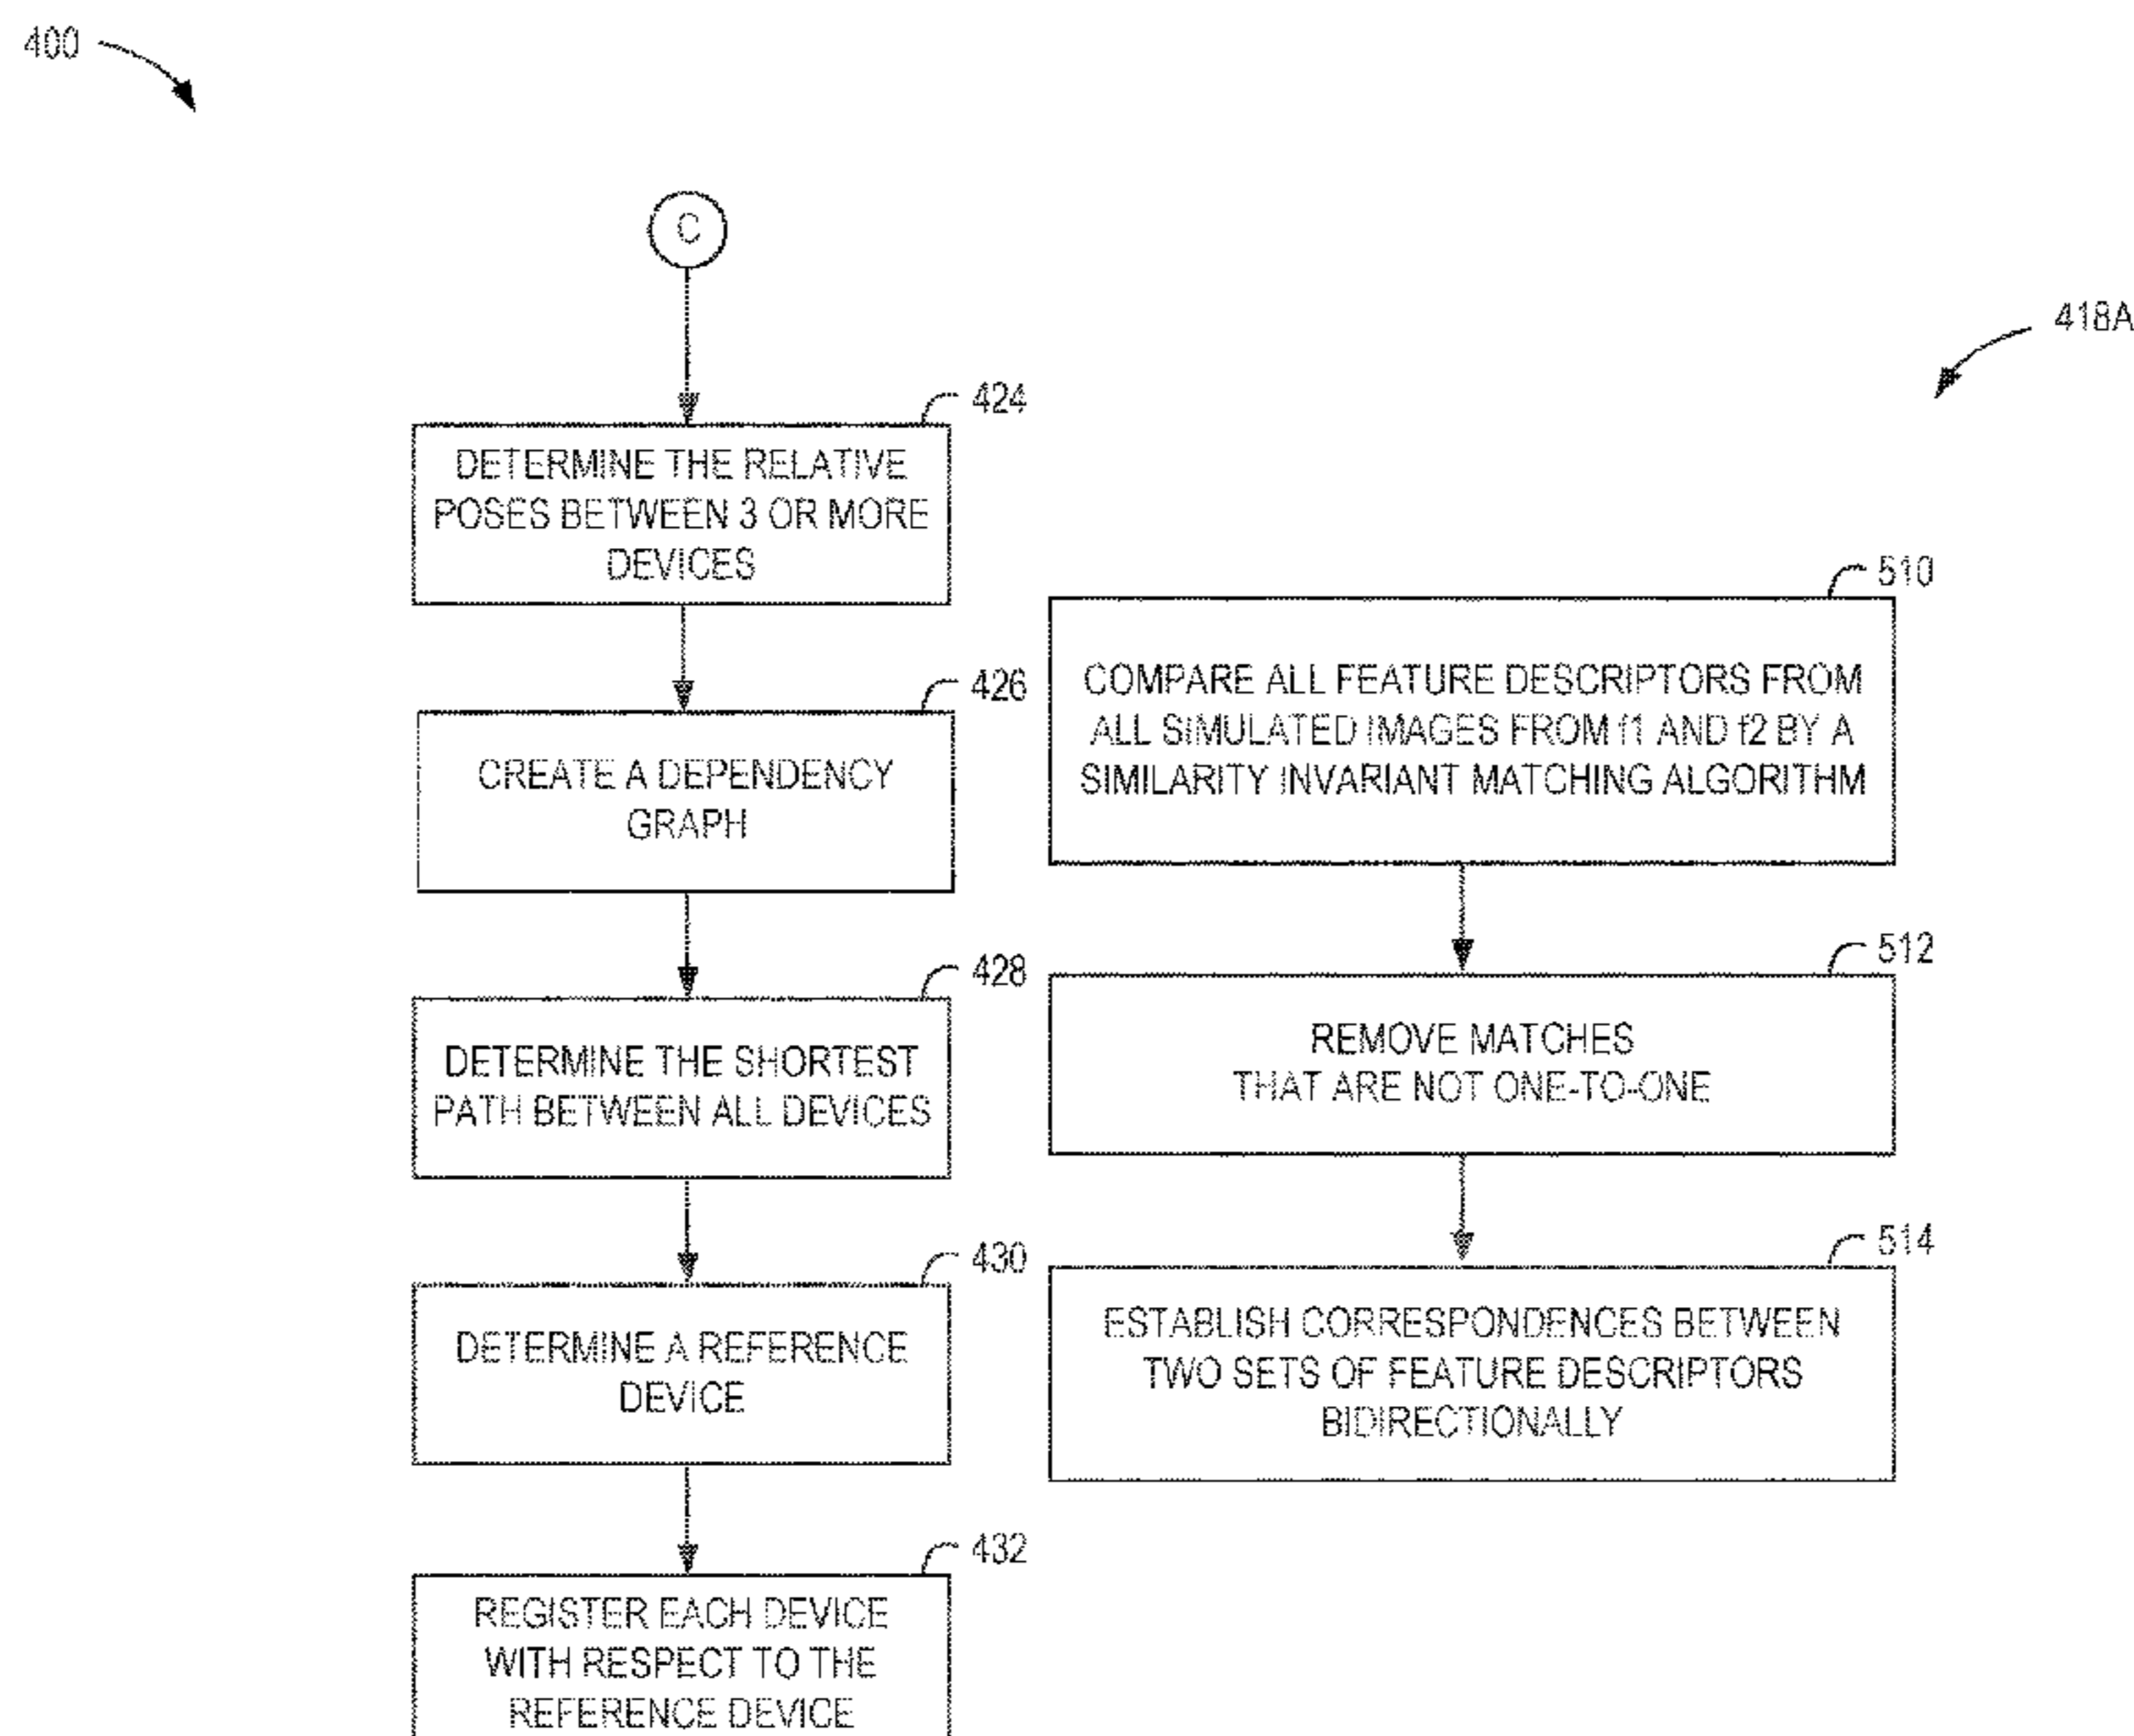 400
C
424
DETERMINE THE RELATIVE
POSES BETWEEN 3 OR MORE
DEVICES
426
CREATE A DEPENDENCY
GRAPH
428
DETERMINE THE SHORTEST
PATH BETWEEN ALL DEVICES
430
DETERMINE A REFERENCE
DEVICE
432
REGISTER EACH DEVICE
WITH RESPECT TO THE
REFERENCE DEVICE
418A
510
COMPARE ALL FEATURE DESCRIPTORS FROM
ALL SIMULATED IMAGES FROM f1 AND f2 BY A
SIMILARITY INVARIANT MATCHING ALGORITHM
512
REMOVE MATCHES
THAT ARE NOT ONE-TO-ONE
514
ESTABLISH CORRESPONDENCES BETWEEN
TWO SETS OF FEATURE DESCRIPTORS
BIDIRECTIONALLY